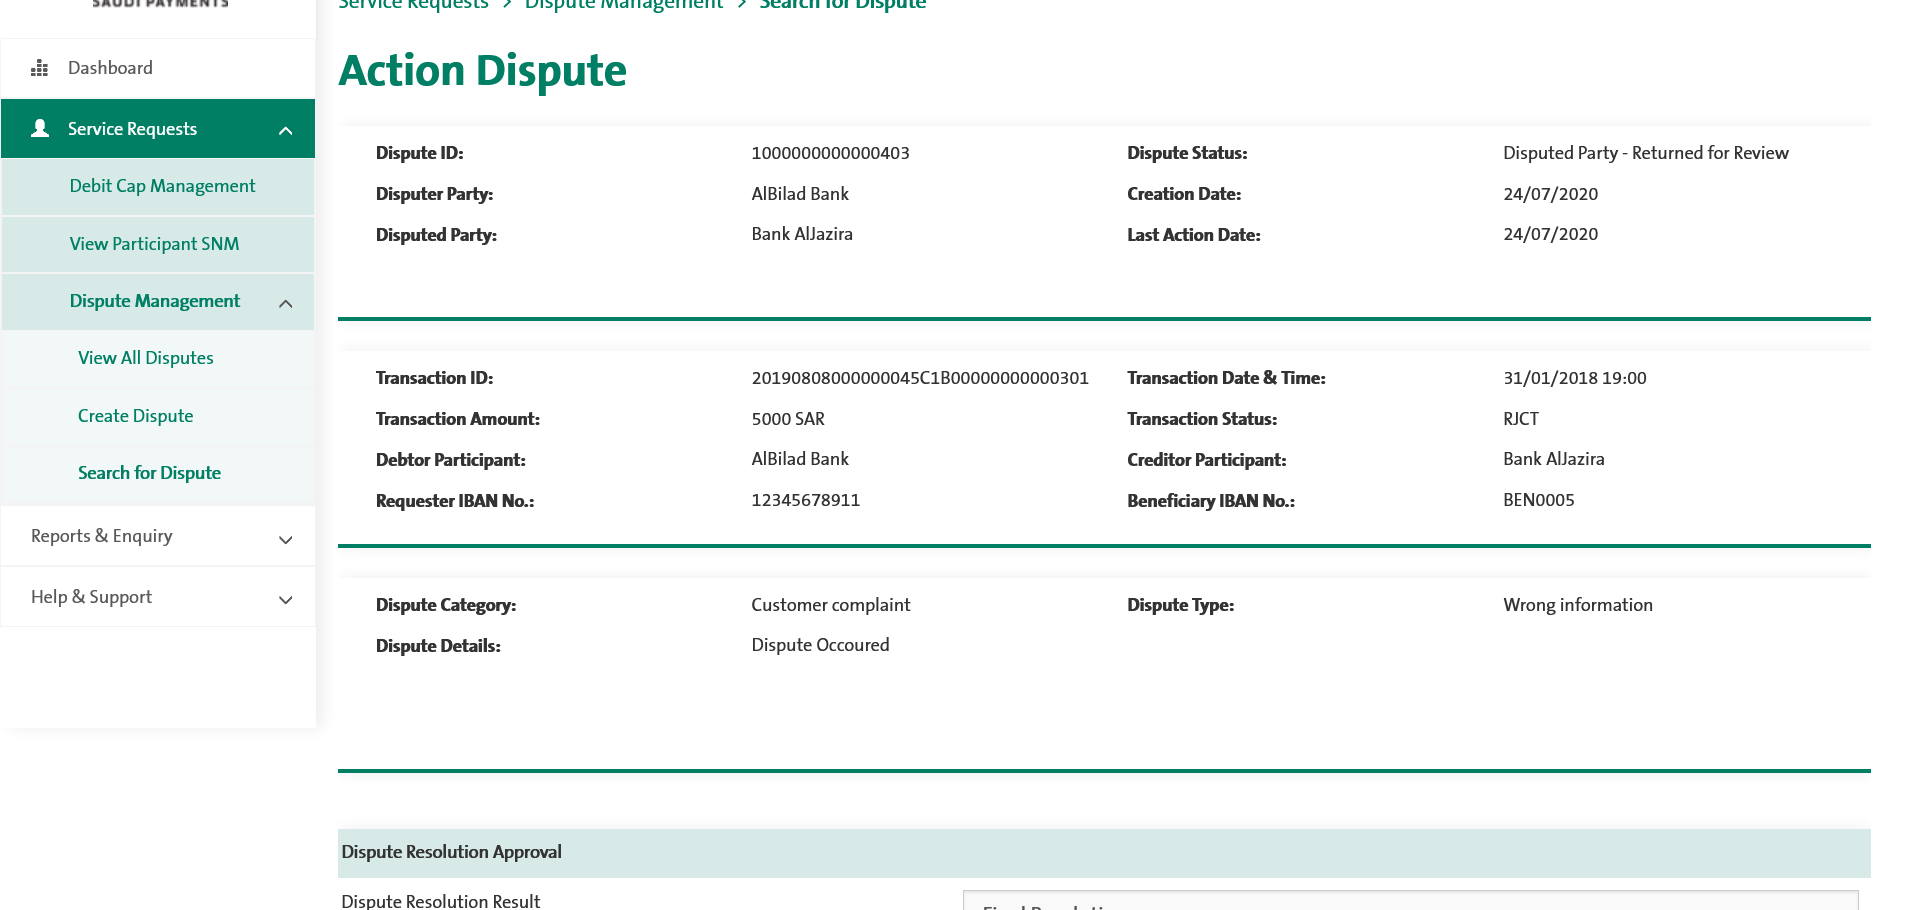 SAUDI PAYMENTS
Service Requests > Dispute Management > Search for Dispute
Dashboard
Service Requests
Debit Cap Management
View Participant SNM
Dispute Management
View All Disputes
Create Dispute
Search for Dispute
Reports & Enquiry
Help & Support
Action Dispute
Dispute ID: 1000000000000403 Dispute Status: Disputed Party - Returned for Review
Disputer Party: AlBilad Bank Creation Date: 24/07/2020
Disputed Party: Bank AlJazira Last Action Date: 24/07/2020
Transaction ID: 20190808000000045C1B00000000000301 Transaction Date & Time: 31/01/2018 19:00
Transaction Amount: 5000 SAR Transaction Status: RJCT
Debtor Participant: AlBilad Bank Creditor Participant: Bank AlJazira
Requester IBAN No.: 12345678911 Beneficiary IBAN No.: BEN0005
Dispute Category: Customer complaint Dispute Type: Wrong information
Dispute Details: Dispute Occoured
Dispute Resolution Approval
Dispute Resolution Result